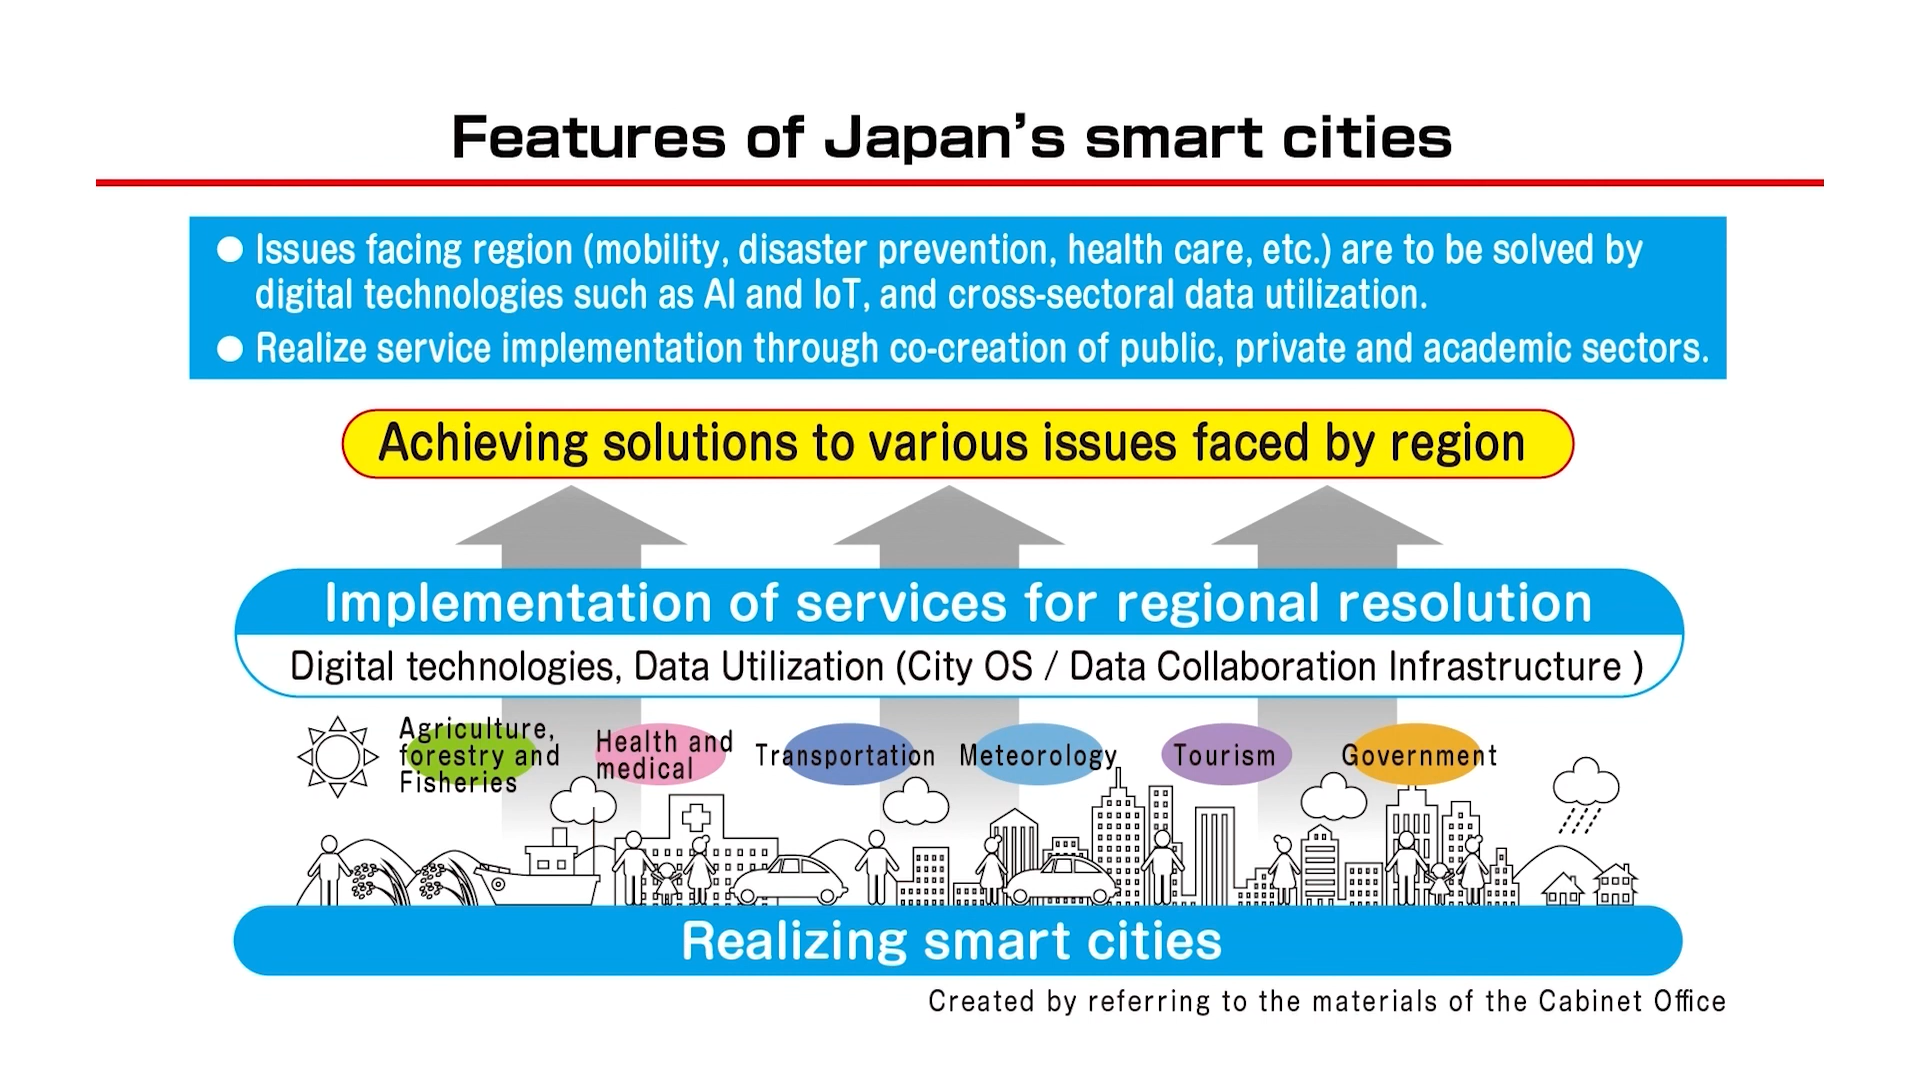 Features of Japan’s smart cities
● Issues facing region (mobility, disaster prevention, health care, etc.) are to be solved by
digital technologies such as AI and IoT, and cross-sectoral data utilization.
● Realize service implementation through co-creation of public, private and academic sectors.
Achieving solutions to various issues faced by region
Implementation of services for regional resolution
Digital technologies, Data Utilization (City OS / Data Collaboration Infrastructure )
Agriculture,
forestry and
Fisheries
Health and
medical
Transportation
Meteorology
Tourism
Government
Realizing smart cities
Created by referring to the materials of the Cabinet Office